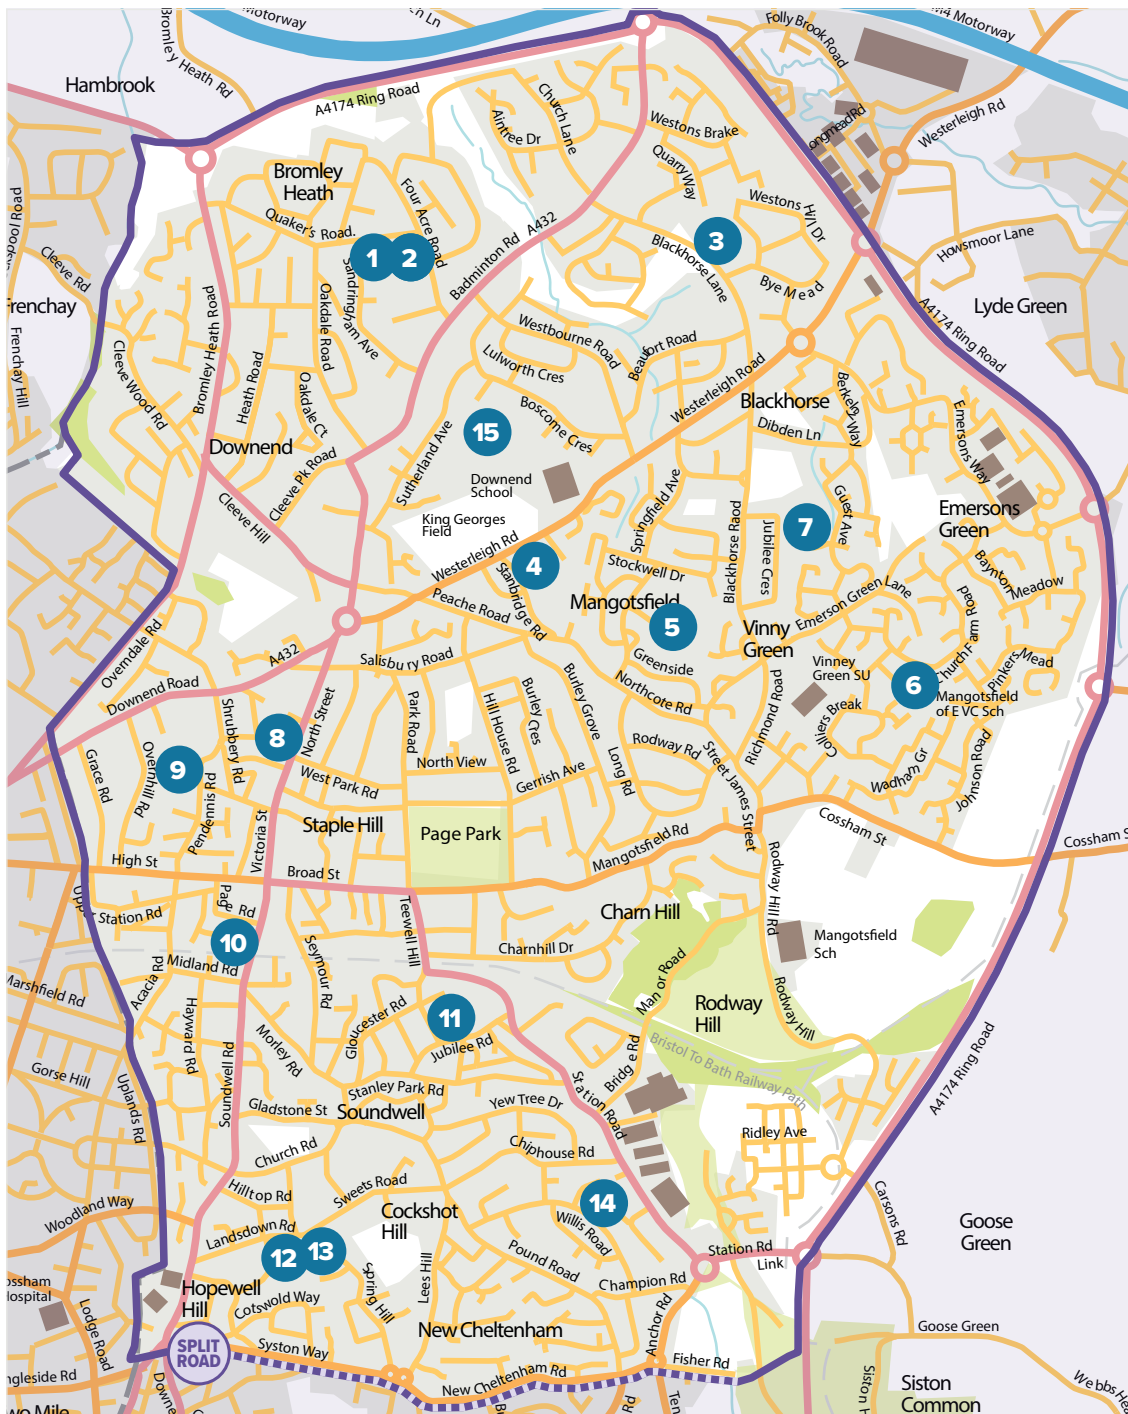 Motorway
Ch Ln
M4 Motorway
Folly Brook Road
Bromley Heath Rd
Hambrook
A4174 Ring Road
Church Lane
Aintree Dr
Westons Brake
Longmead Rd
Westerleigh Rd
Bromley
Heath
Quarry Way
Four Acre Road
Westons Hill Dr
Quaker's Road.
A432
Badminton Rd
1
2
3
Blackhorse Lane
Howsmoor Lane
Cleeve Rd
Sandringham Ave
Bye Mead
Frenchay
Lyde Green
Bromley Heath Road
Oakdale Road
Westbourne Road
Beaufort Road
A4174 Ring Road
Frenchay Hill
Cleeve Wood Rd
Heath Road
Lulworth Cres
Westerleigh Road
Oakdale Ct
Boscome Cres
Blackhorse
Berkely Way
Emersons Way
Downend
Sutherland Ave
15
Dibden Ln
Cleeve Pk Road
Downend
School
Springfield Ave
Guest Ave
Cleeve Hill
King Georges
Field
Blackhorse Raod
Jubilee Cres
7
Emersons
Green
Westerleigh Rd
4
Stockwell Dr
Baynton
Meadow
Stanbridge Rd
Peache Road
Mangotsfield
5
Emerson Green Lane
Church Farm Road
Overndale Rd
A432
Salisbury Road
Greenside
Vinny
Green
Vinney
Green SU
Pinkers Mead
6
Downend Road
Northcote Rd
Mangotsfield
of E VC Sch
Shrubbery Rd
North Street
Park Road
Hill House Rd
Burley Cres
Burley Grove
Richmond Road
Colliers Break
8
Grace Rd
Overnhill Rd
9
West Park Rd
North View
Gerrish Ave
Long Rd
Rodway Rd
Street James Street
Wadham Gr
Johnson Road
Pendennis Rd
Victoria St
Staple Hill
Page Park
Mangotsfield Rd
Cossham St
Cossham S
High St
Broad St
Rodway Hill Rd
Upper Station Rd
Page Rd
Teewell Hill
Charn Hill
10
Midland Rd
Acacia Rd
Seymour Rd
Charnhill Dr
Mangotsfield
Sch
Marshfield Rd
Manor Road
Rodway
Hill
Rodway Hill
Hayward Rd
Gloucester Rd
11
Jubilee Rd
Morley Rd
Bridge Rd
Bristol To Bath Railway Path
A4174 Ring Road
Gorse Hill
Uplands Rd
Soundwell Rd
Stanley Park Rd
Gladstone St
Soundwell
Yew Tree Dr
Station Road
Ridley Ave
Church Rd
Chiphouse Rd
Hilltop Rd
Sweets Road
Woodland Way
Cockshot
Hill
14
Willis Road
Carsons Rd
Goose
Green
Landsdown Rd
12
13
Pound Road
Station Rd
Link
Champion Rd
Hopewell
Hill
Spring Hill
Lees Hill
Cotswold Way
Lodge Road
New Cheltenham
Anchor Rd
Goose Green
SPLIT
ROAD
Syston Way
Fisher Rd
New Cheltenham Rd
Siston
Common